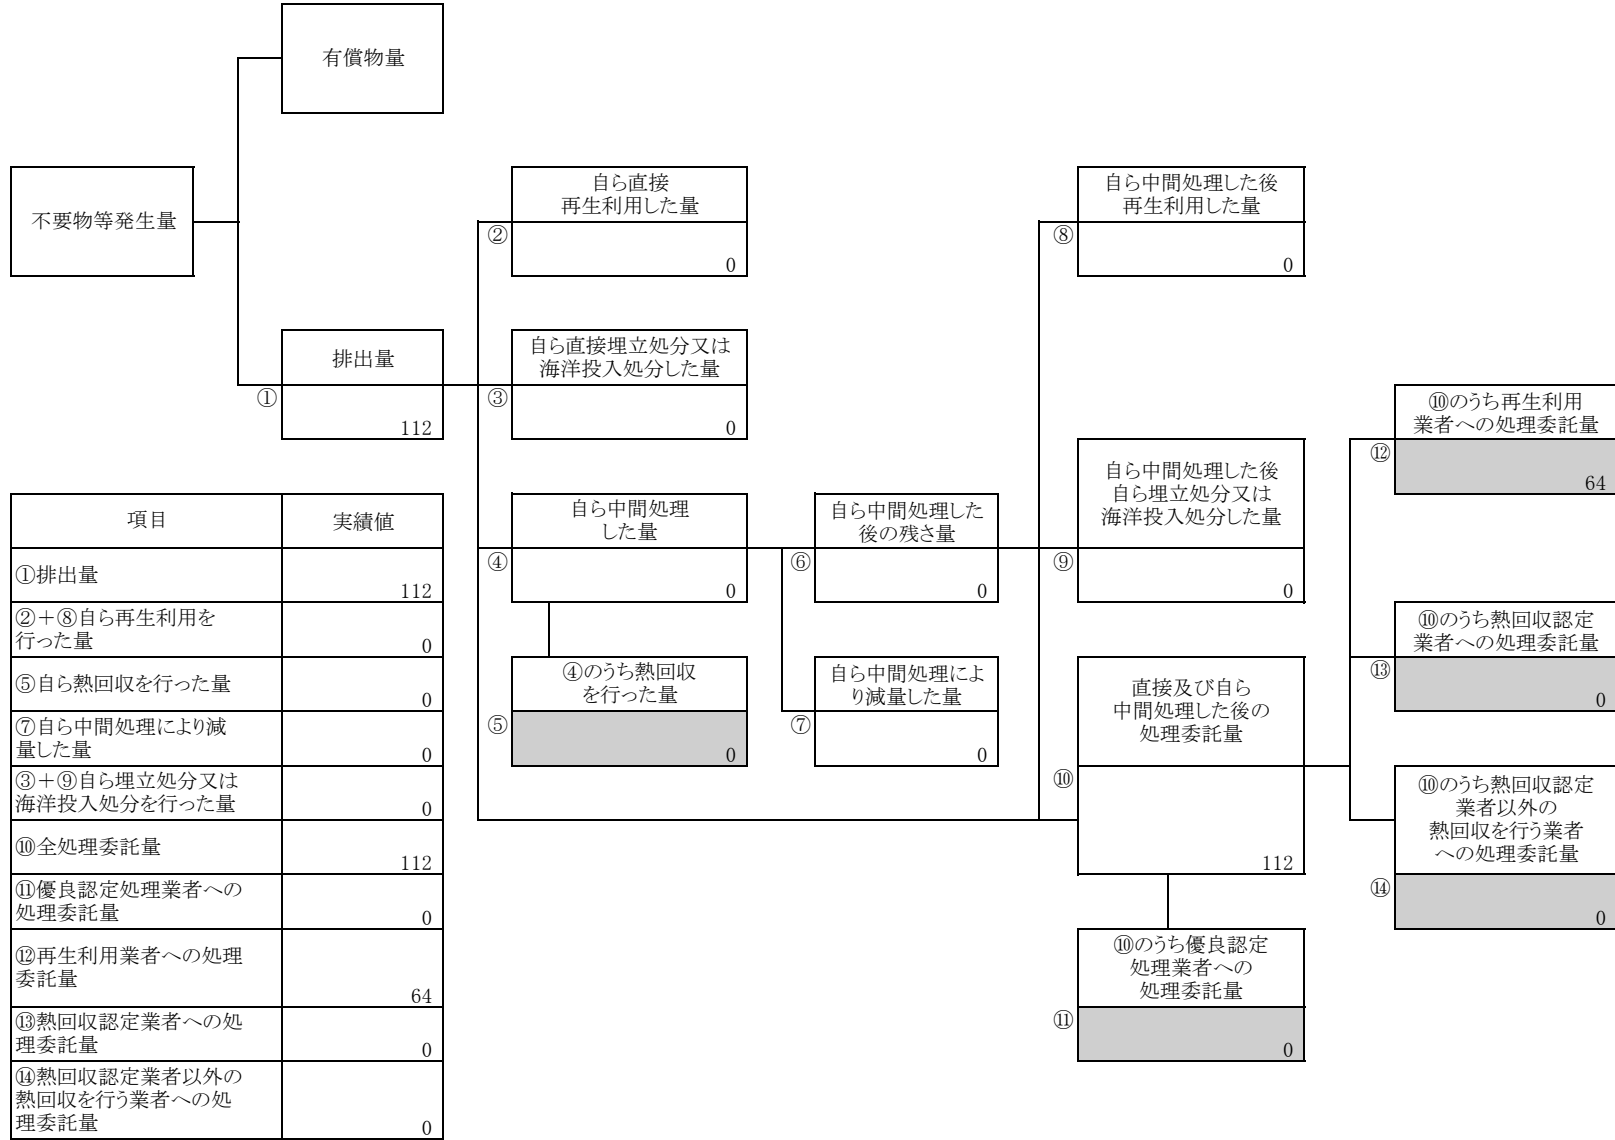 有償物量
不要物等発生量
排出量
①
112
自ら直接
再生利用した量
②
0
自ら直接埋立処分又は
海洋投入処分した量
③
0
自ら中間処理
した量
④
0
④のうち熱回収
を行った量
⑤
0
自ら中間処理した
後の残さ量
⑥
0
自ら中間処理によ
り減量した量
⑦
0
自ら中間処理した後
再生利用した量
⑧
0
自ら中間処理した後
自ら埋立処分又は
海洋投入処分した量
⑨
0
直接及び自ら
中間処理した後の
処理委託量
⑩
112
⑩のうち優良認定
処理業者への
処理委託量
⑪
0
⑩のうち再生利用
業者への処理委託量
⑫
64
⑩のうち熱回収認定
業者への処理委託量
⑬
0
⑩のうち熱回収認定
業者以外の
熱回収を行う業者
への処理委託量
⑭
0
項目 実績値
①排出量
112
②+⑧自ら再生利用を
行った量
0
⑤自ら熱回収を行った量
0
⑦自ら中間処理により減
量した量
0
③+⑨自ら埋立処分又は
海洋投入処分を行った量
0
⑩全処理委託量
112
⑪優良認定処理業者への
処理委託量
0
⑫再生利用業者への処理
委託量
64
⑬熱回収認定業者への処
理委託量
0
⑭熱回収認定業者以外の
熱回収を行う業者への処
理委託量
0